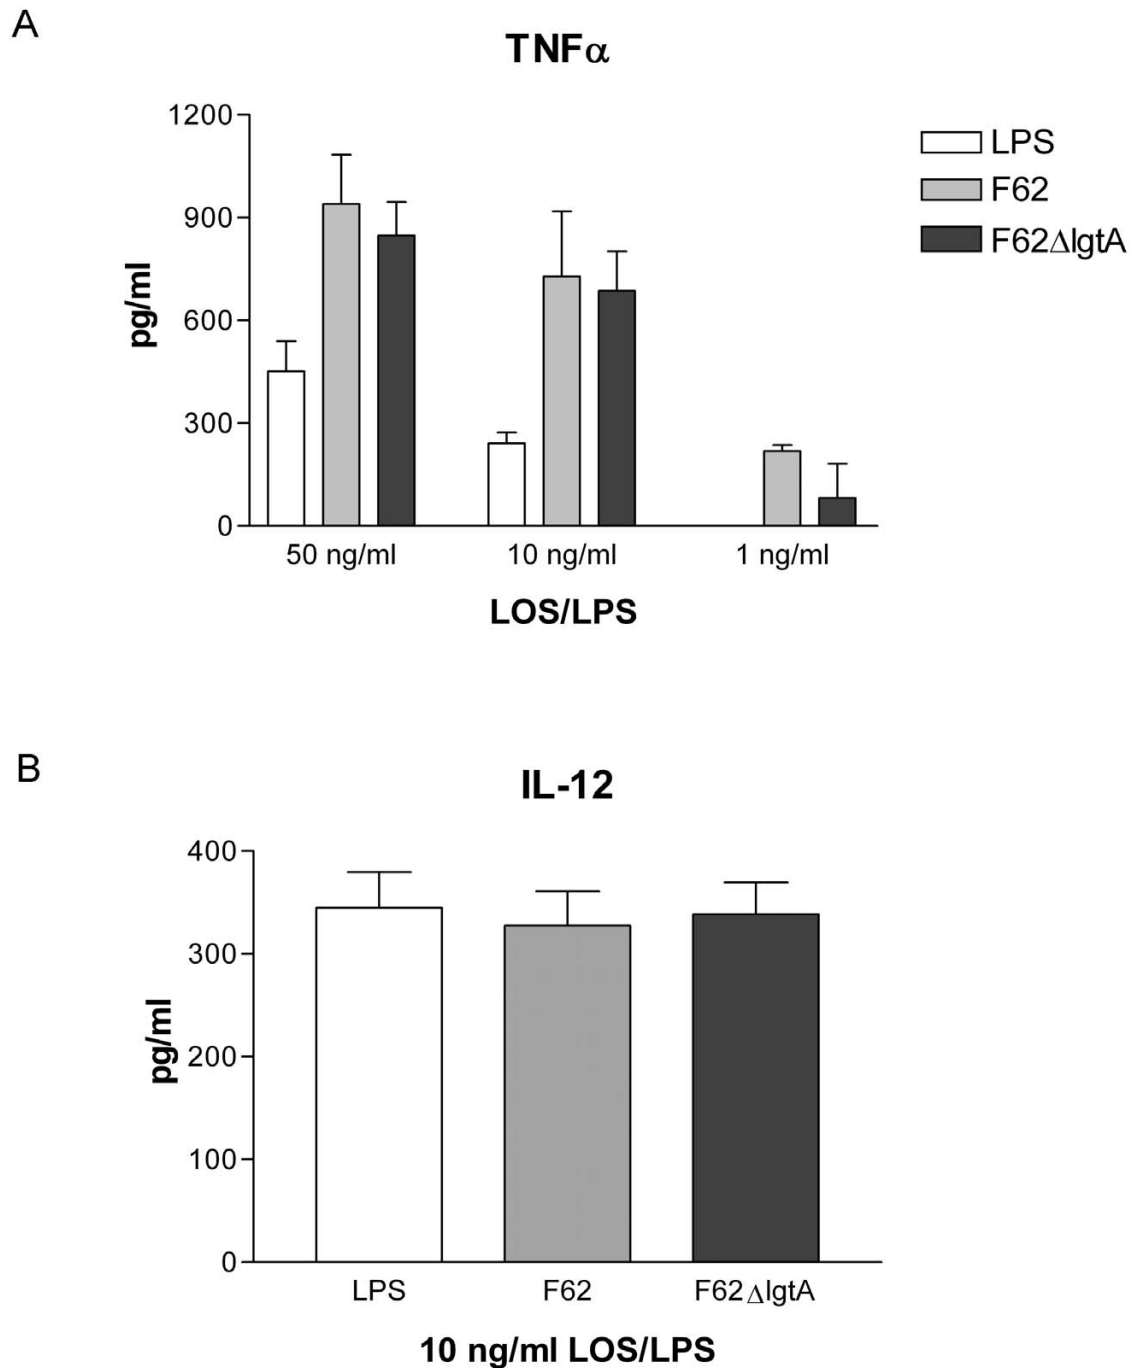 A
TNFα
1200
900
600
300
0
pg/ml
50 ng/ml 10 ng/ml 1 ng/ml
LOS/LPS
LPS
F62
F62ΔlgtA
B
IL-12
400
300
200
100
0
pg/ml
LPS F62 F62ΔlgtA
10 ng/ml LOS/LPS